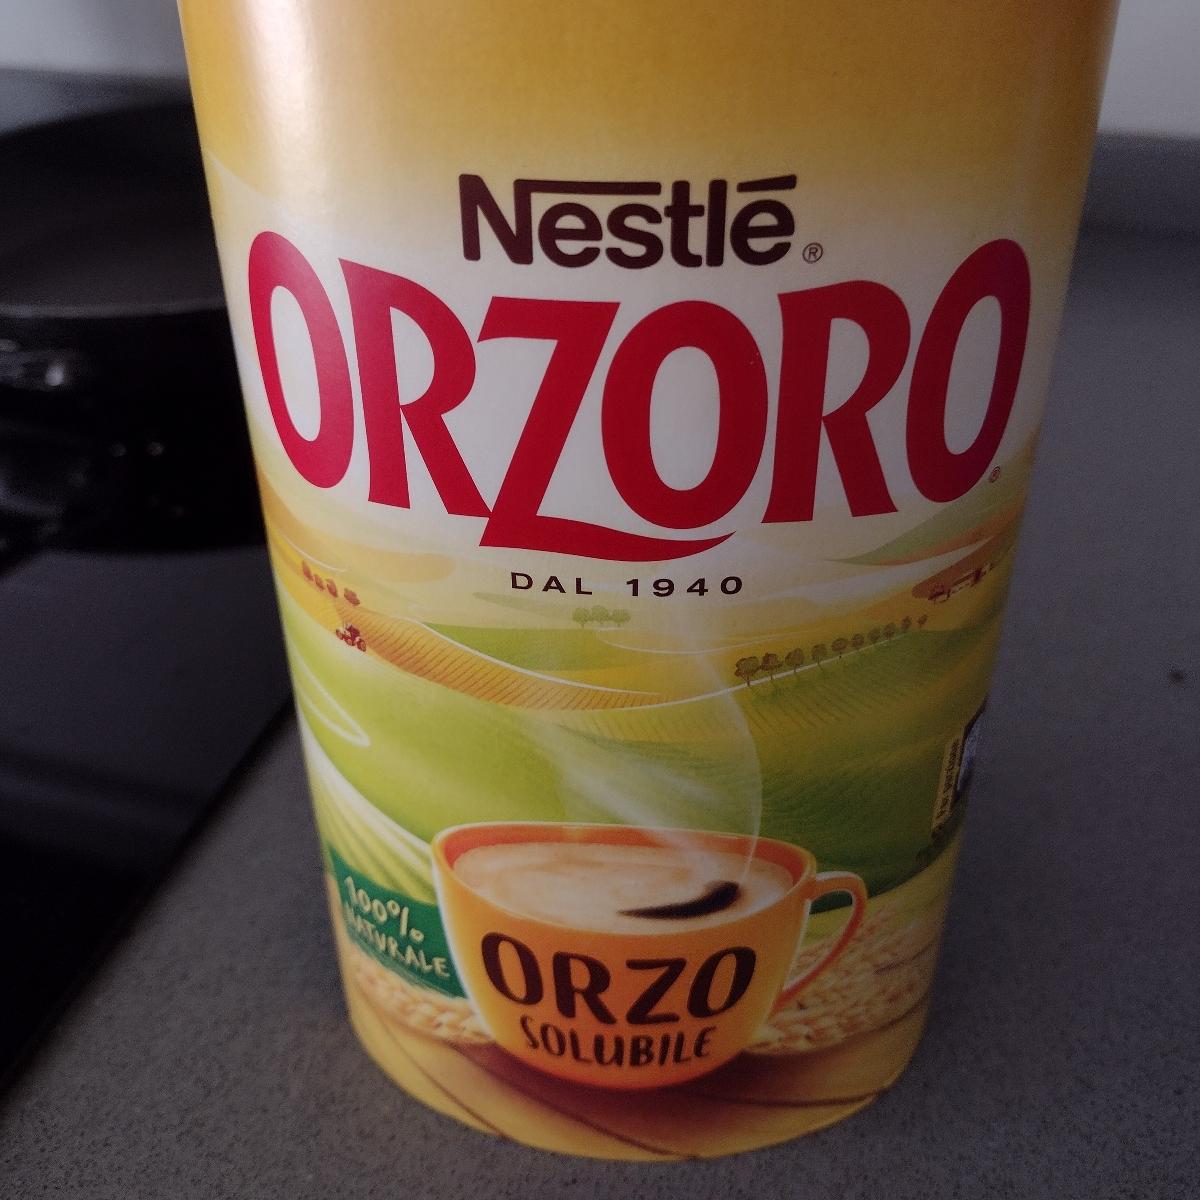 Nestlé®
ORZORO®
DAL 1940
100%
NATURALE
ORZO
SOLUBILE